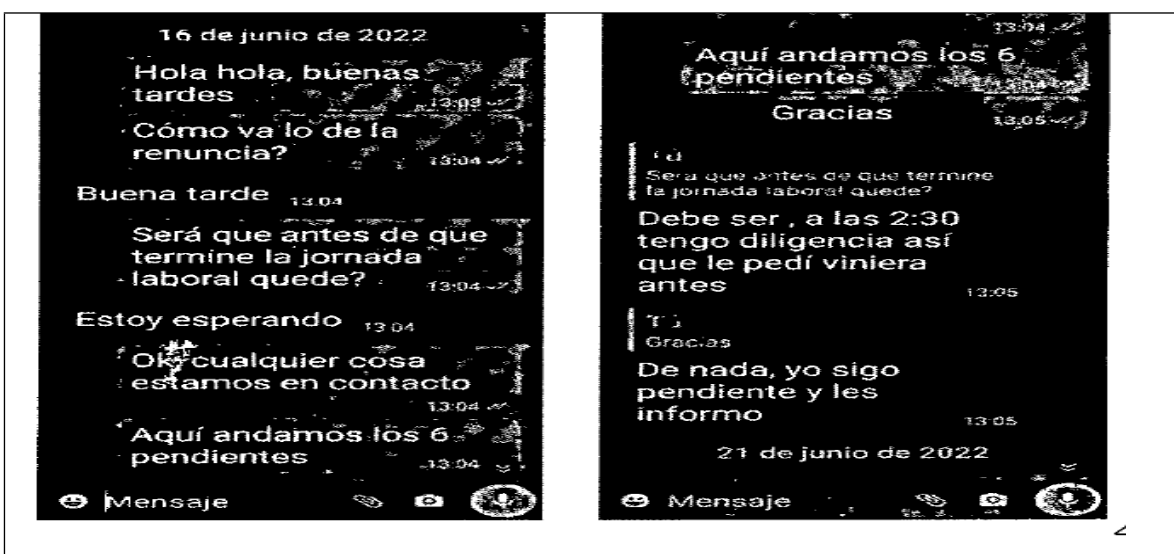 16 de junio de 2022
Hola hola, buenas
tardes
13:03
Cómo va lo de la
renuncia?
13:04
Buena tarde 13:04
Será que antes de que
termine la jornada
laboral quede?
13:04
Estoy esperando 13:04
Ok, cualquier cosa
estamos en contacto
13:04
Aquí andamos los 6
pendientes
13:04
Mensaje
13:04
Aquí andamos los 6
pendientes
Gracias
13:05
Será que antes de que termine
la jornada laboral quede?
Debe ser , a las 2:30
tengo diligencia así
que le pedí viniera
antes
13:05
Gracias
De nada, yo sigo
pendiente y les
informo
13:05
21 de junio de 2022
Mensaje